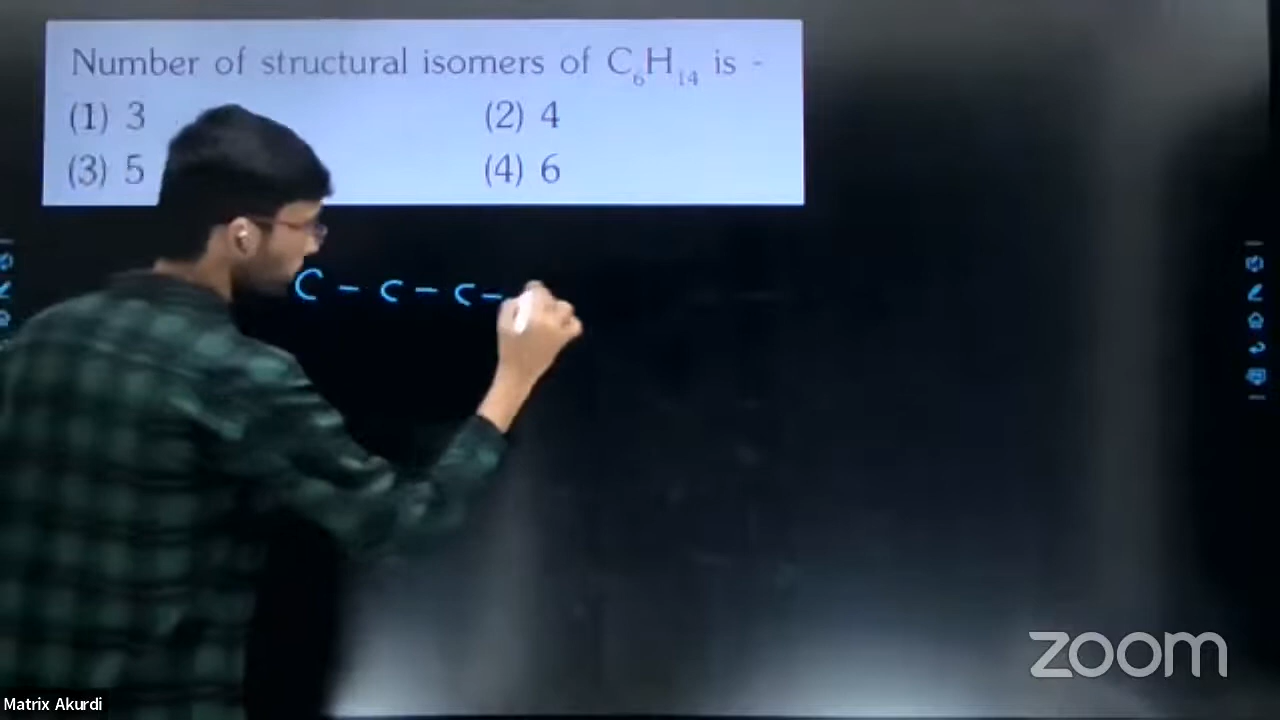 Number of structural isomers of C₆H₁₄ is -
(1) 3 (2) 4
(3) 5 (4) 6
C - C - C -
zoom
Matrix Akurdi